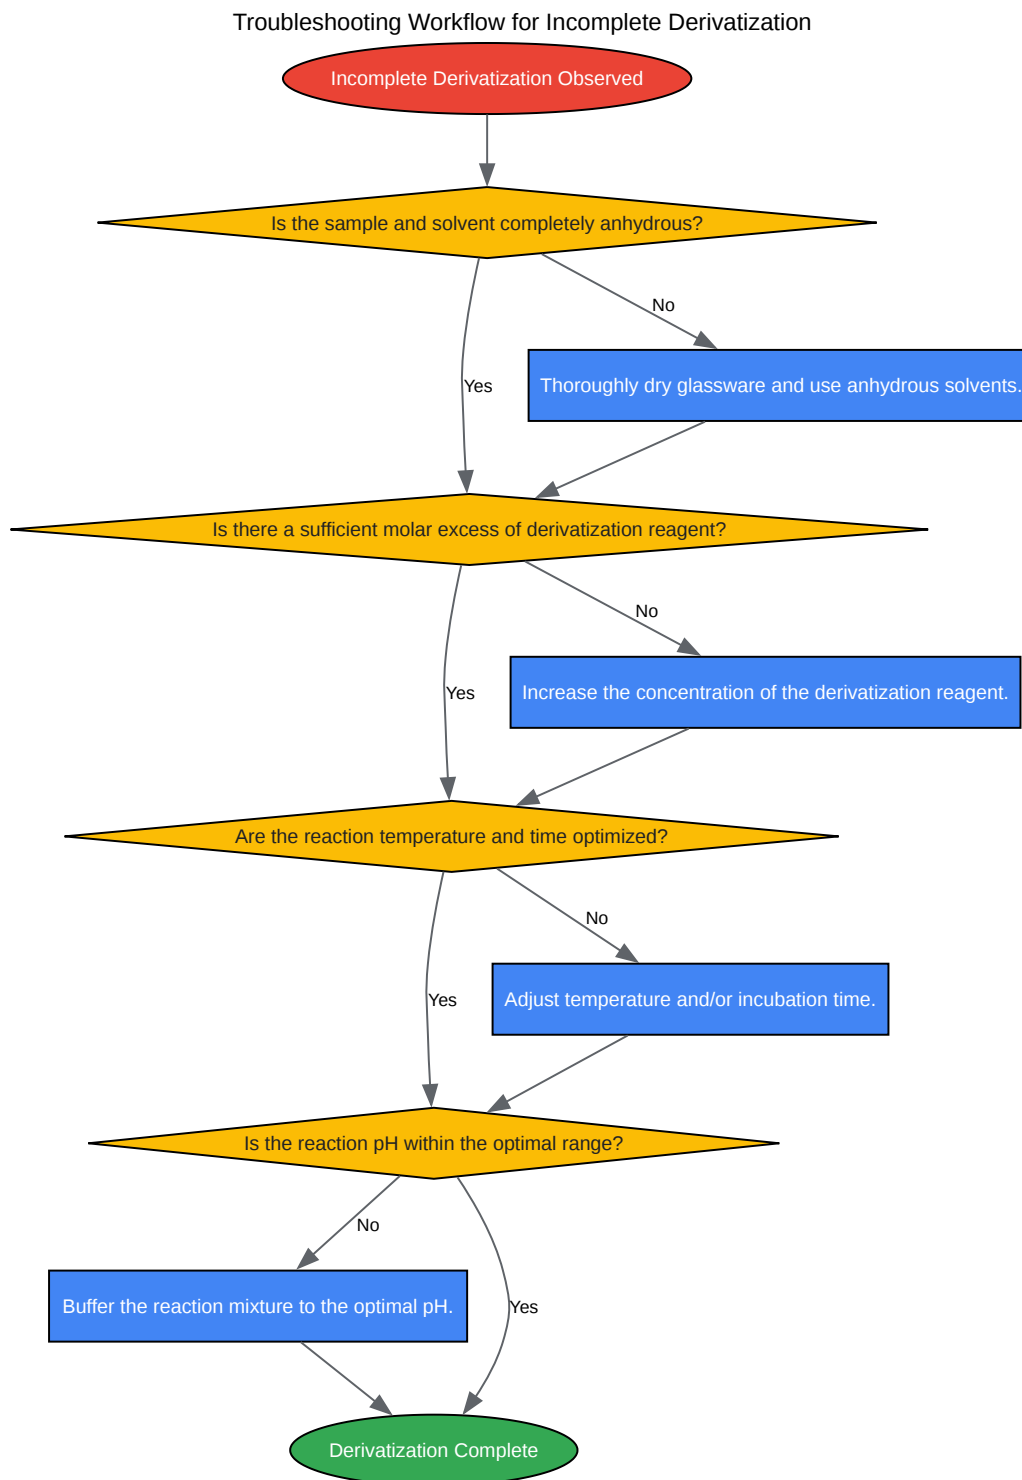 Troubleshooting Workflow for Incomplete Derivatization
Incomplete Derivatization Observed
Is the sample and solvent completely anhydrous?
No
Yes
Thoroughly dry glassware and use anhydrous solvents.
Is there a sufficient molar excess of derivatization reagent?
No
Yes
Increase the concentration of the derivatization reagent.
Are the reaction temperature and time optimized?
No
Yes
Adjust temperature and/or incubation time.
Is the reaction pH within the optimal range?
No
Buffer the reaction mixture to the optimal pH.
Yes
Derivatization Complete